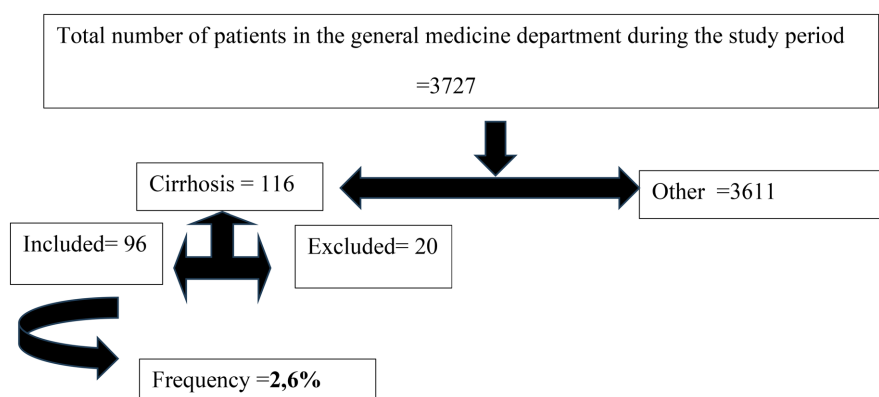 Total number of patients in the general medicine department during the study period
=3727
Cirrhosis = 116
Other =3611
Included= 96
Excluded= 20
Frequency =2,6%